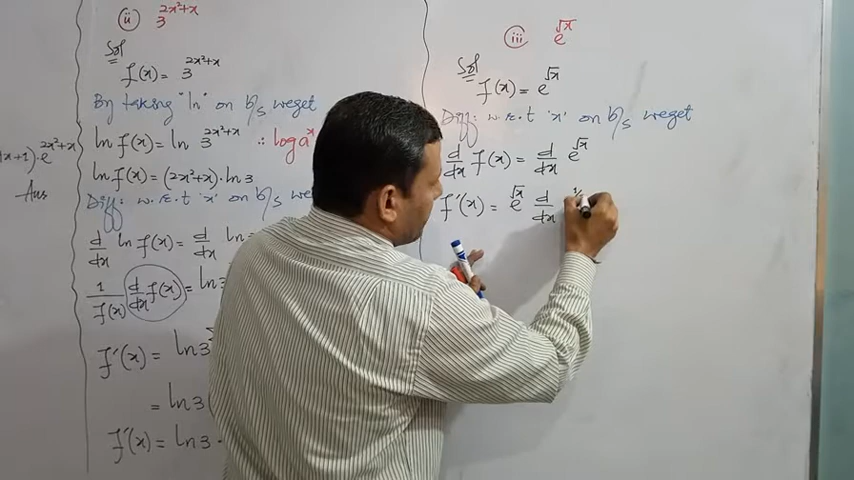 x+1)·e^{2x²+x}
Ans
(ii) 3^{2x²+x}
Sol
f(x) = 3^{2x²+x}
By taking "ln" on b/s we get
ln f(x) = ln 3^{2x²+x} ∴ log a^x
ln f(x) = (2x²+x)·ln 3
Diff: w.r.t 'x' on b/s we get
d/dx ln f(x) = d/dx ln
1/f(x) d/dx f(x) = ln
f'(x) = ln 3
= ln 3
f'(x) = ln 3 ·
(iii) e^{√x}
Sol
f(x) = e^{√x}
Diff: w.r.t 'x' on b/s we get
d/dx f(x) = d/dx e^{√x}
f'(x) = e^{√x} d/dx